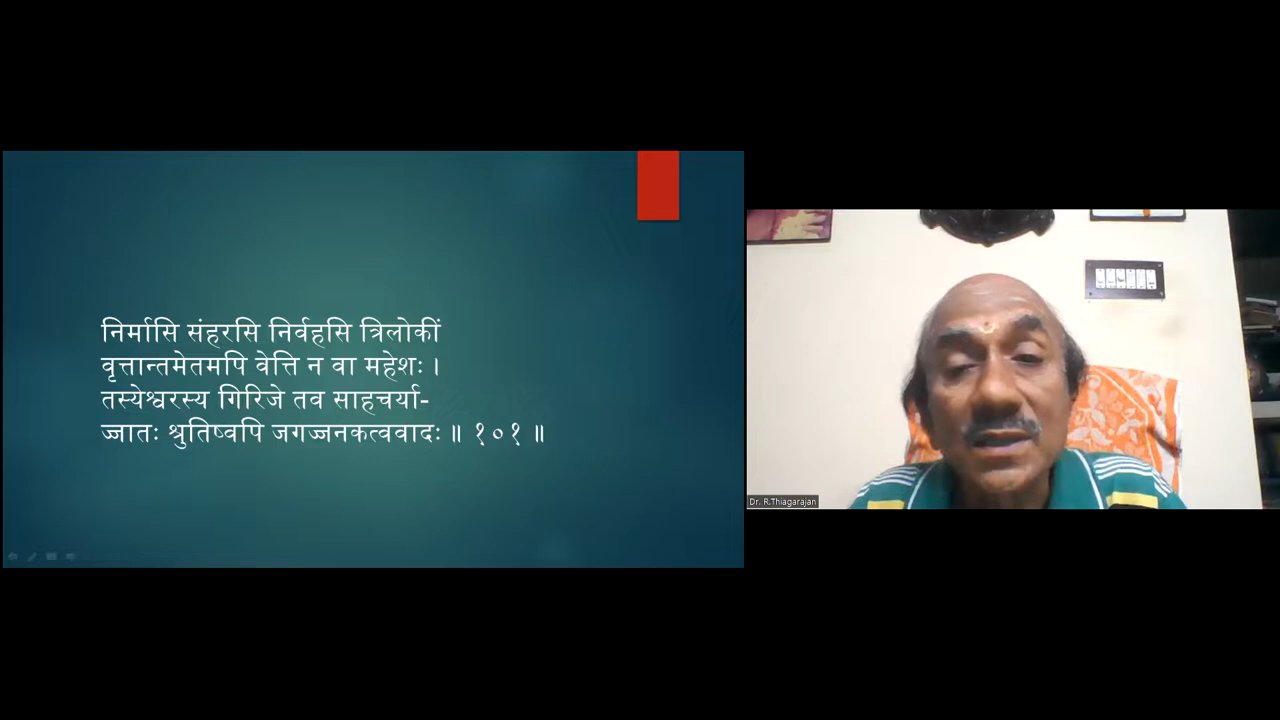 निर्मासि संहरसि निर्वहसि त्रिलोकीं
वृत्तान्तमेतमपि वेत्ति न वा महेशः ।
तस्येश्वरस्य गिरिजे तव साहचर्या-
ज्जातः श्रुतिष्वपि जगज्जनकत्ववादः ॥ १०१ ॥
Dr. R.Thiagarajan